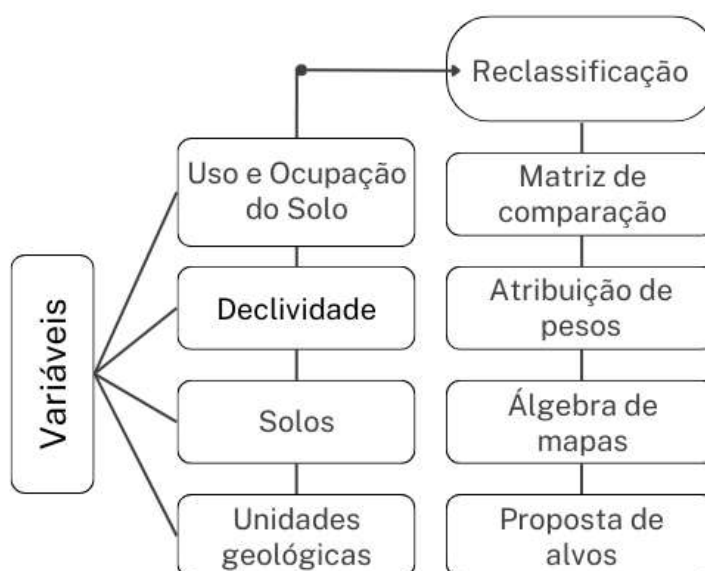 Variáveis
Uso e Ocupação
do Solo
Declividade
Solos
Unidades
geológicas
Reclassificação
Matriz de
comparação
Atribuição de
pesos
Álgebra de
mapas
Proposta de
alvos